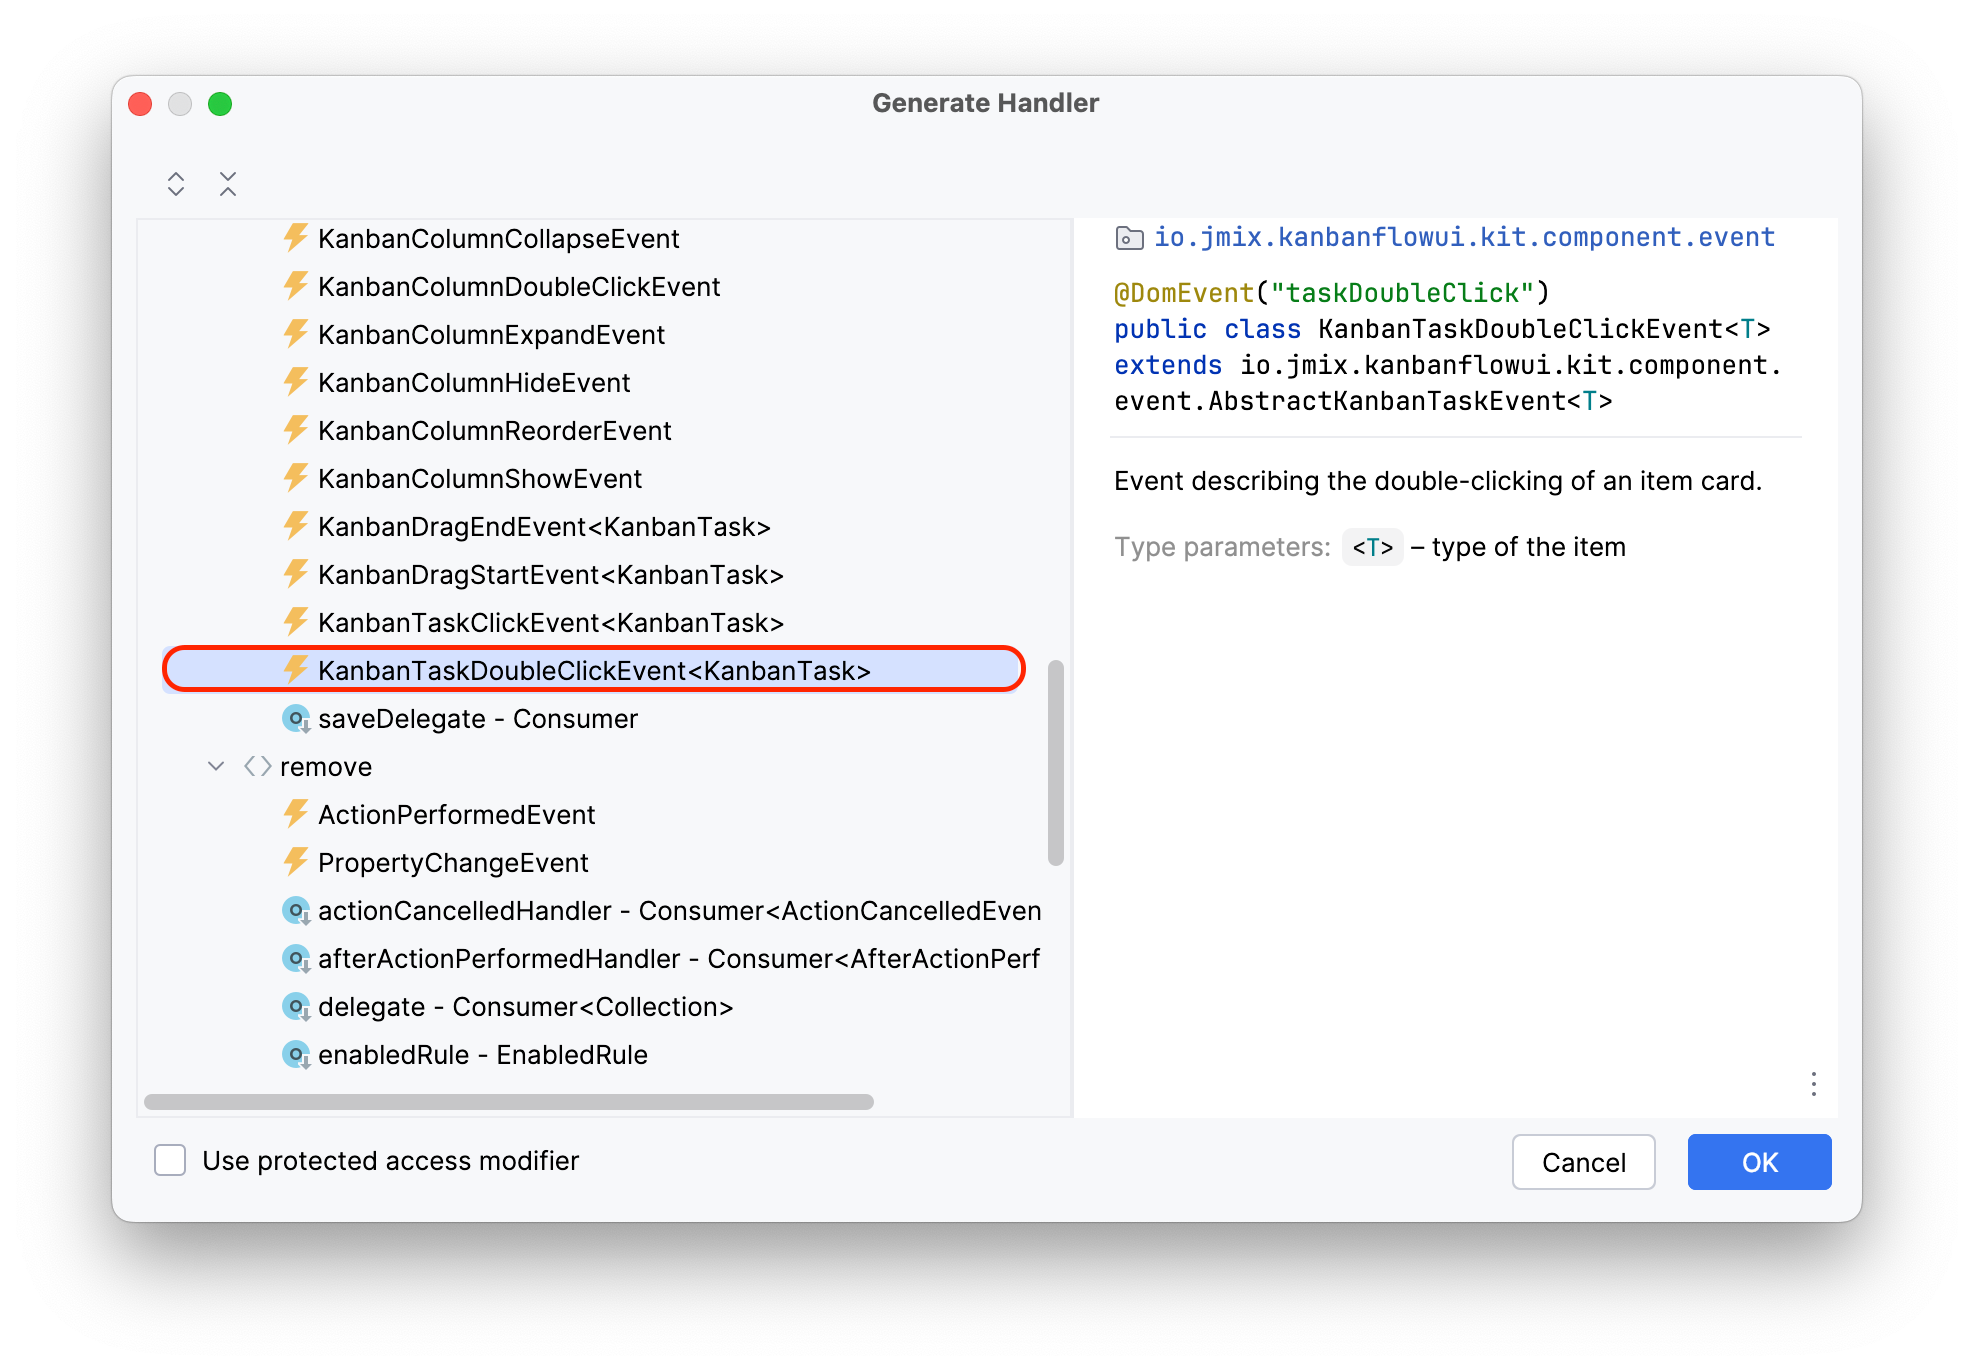 Generate Handler
KanbanColumnCollapseEvent
KanbanColumnDoubleClickEvent
KanbanColumnExpandEvent
KanbanColumnHideEvent
KanbanColumnReorderEvent
KanbanColumnShowEvent
KanbanDragEndEvent<KanbanTask>
KanbanDragStartEvent<KanbanTask>
KanbanTaskClickEvent<KanbanTask>
KanbanTaskDoubleClickEvent<KanbanTask>
saveDelegate - Consumer
<> remove
ActionPerformedEvent
PropertyChangeEvent
actionCancelledHandler - Consumer<ActionCancelledEven
afterActionPerformedHandler - Consumer<AfterActionPerf
delegate - Consumer<Collection>
enabledRule - EnabledRule
io.jmix.kanbanflowui.kit.component.event
@DomEvent("taskDoubleClick")
public class KanbanTaskDoubleClickEvent<T>
extends io.jmix.kanbanflowui.kit.component.
event.AbstractKanbanTaskEvent<T>
Event describing the double-clicking of an item card.
Type parameters: <T> – type of the item
Use protected access modifier
Cancel
OK